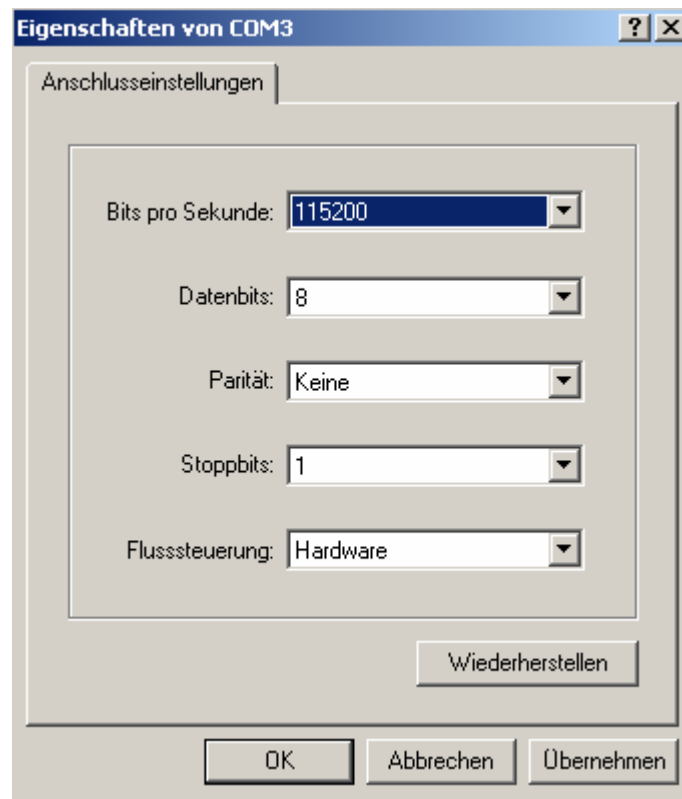 Eigenschaften von COM3
Anschlusseinstellungen
Bits pro Sekunde: 115200
Datenbits: 8
Parität: Keine
Stoppbits: 1
Flusssteuerung: Hardware
Wiederherstellen
OK Abbrechen Übernehmen